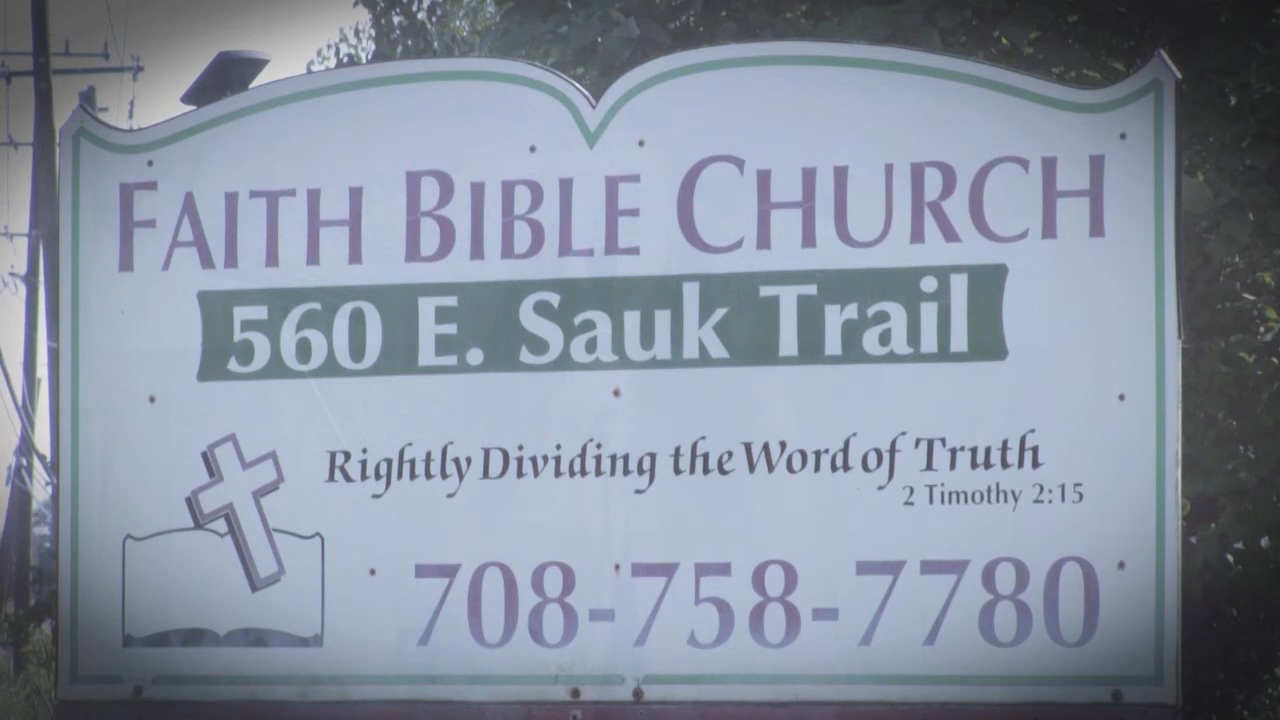 FAITH BIBLE CHURCH
560 E. Sauk Trail
Rightly Dividing the Word of Truth
2 Timothy 2:15
708-758-7780